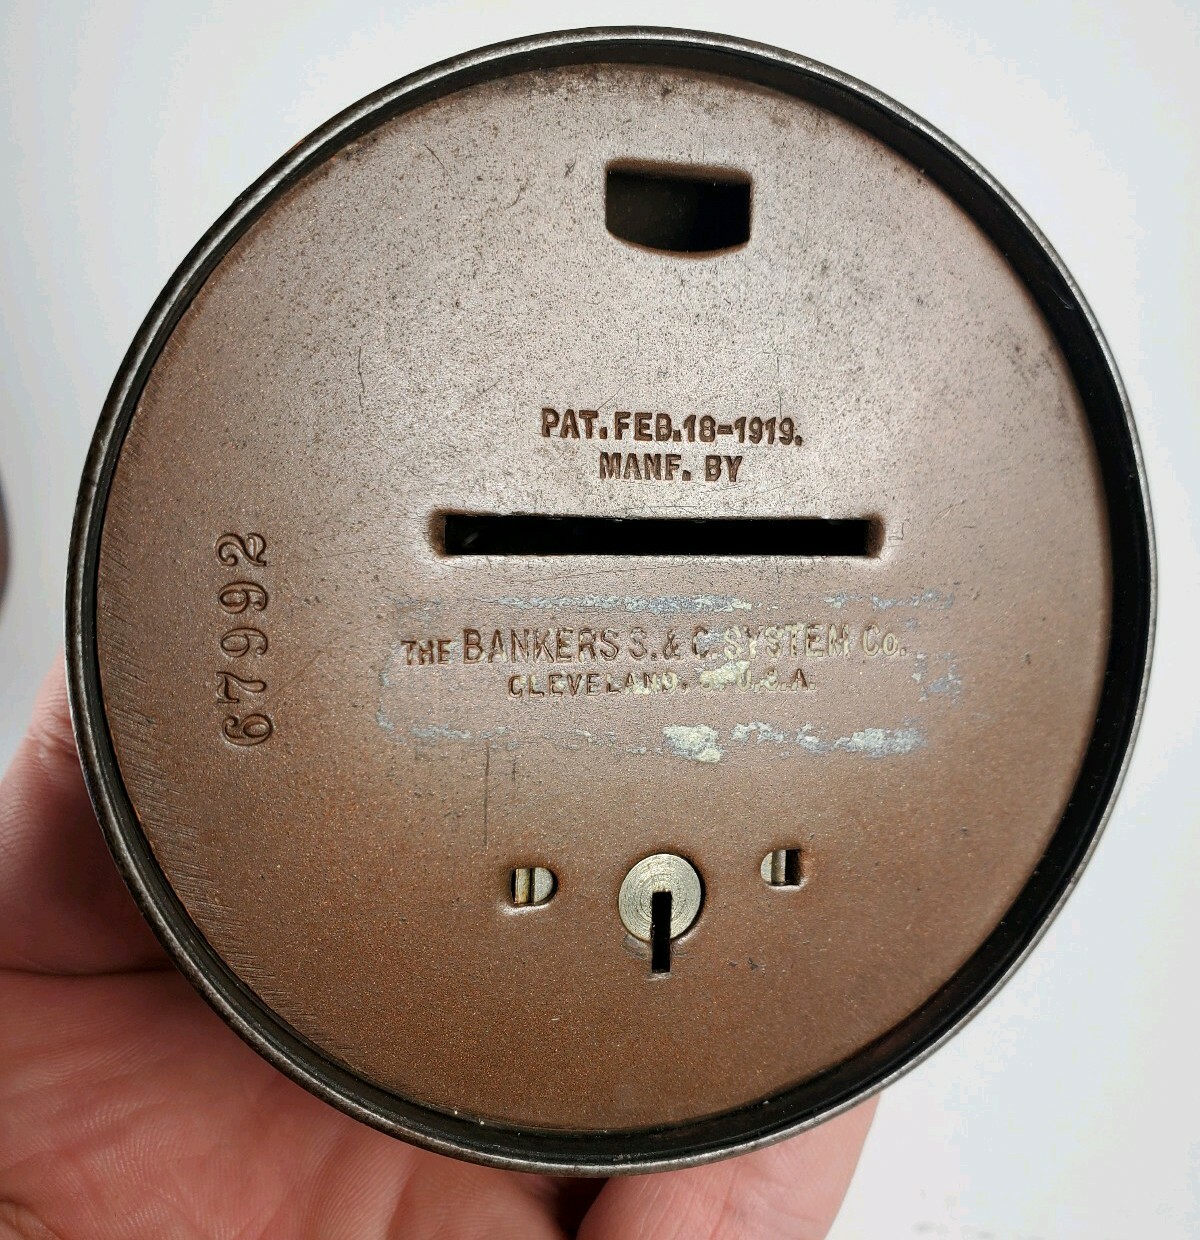 PAT. FEB. 18-1919.
MANF. BY
THE BANKERS S. & C. SYSTEM Co.
CLEVELAND. O. U.S.A.
67992